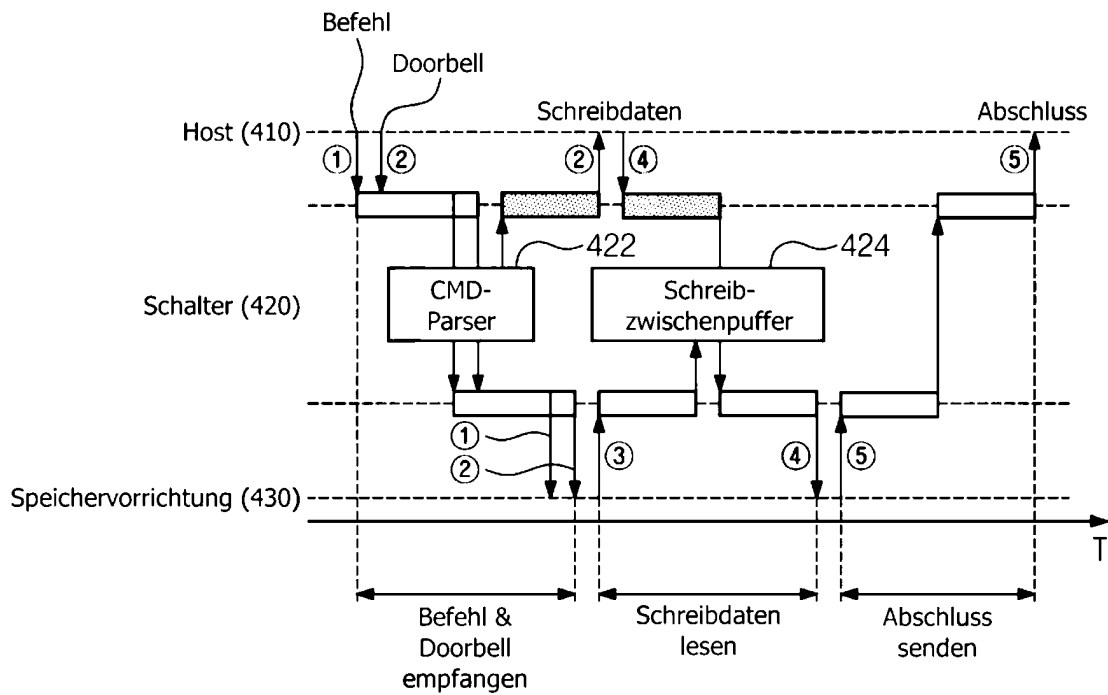 Befehl
Doorbell
Schreibdaten
Abschluss
Host (410)
① ② ② ④ ⑤
422
424
CMD-
Parser
Schreib-
zwischenpuffer
Schalter (420)
①
② ③ ④ ⑤
Speichervorrichtung (430)
T
Befehl &
Doorbell
empfangen
Schreibdaten
lesen
Abschluss
senden